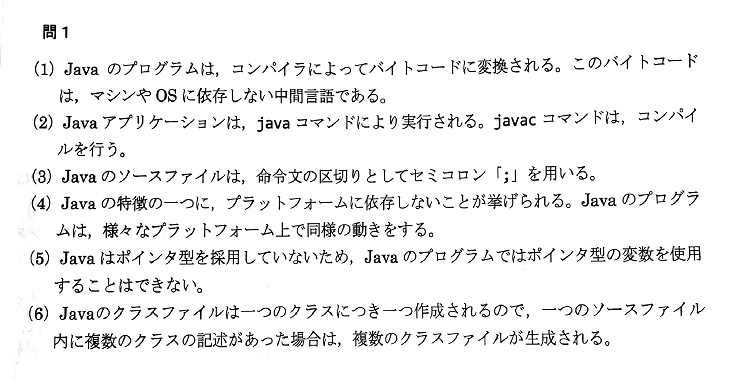 問1
(1) Java のプログラムは，コンパイラによってバイトコードに変換される。このバイトコード
は，マシンや OS に依存しない中間言語である。
(2) Java アプリケーションは，java コマンドにより実行される。javac コマンドは，コンパイ
ルを行う。
(3) Java のソースファイルは，命令文の区切りとしてセミコロン「;」を用いる。
(4) Java の特徴の一つに，プラットフォームに依存しないことが挙げられる。Java のプログラ
ムは，様々なプラットフォーム上で同様の動きをする。
(5) Java はポインタ型を採用していないため，Java のプログラムではポインタ型の変数を使用
することはできない。
(6) Javaのクラスファイルは一つのクラスにつき一つ作成されるので，一つのソースファイル
内に複数のクラスの記述があった場合は，複数のクラスファイルが生成される。